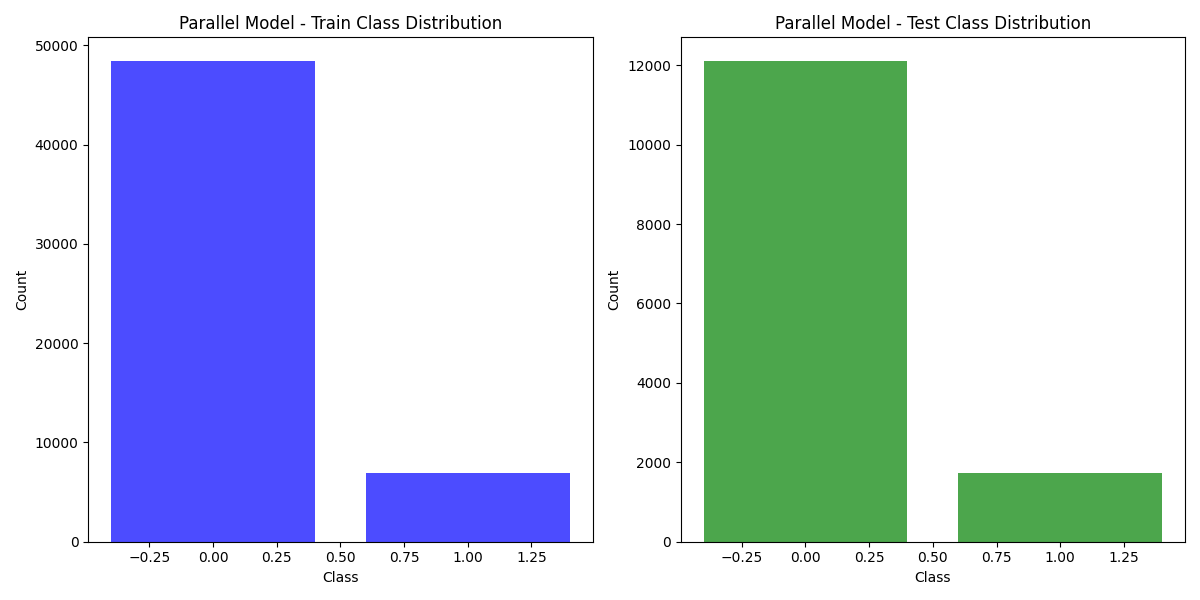 Parallel Model - Train Class Distribution
50000
40000
30000
20000
10000
0
Count
−0.25 0.00 0.25 0.50 0.75 1.00 1.25
Class
Parallel Model - Test Class Distribution
12000
10000
8000
6000
4000
2000
0
Count
−0.25 0.00 0.25 0.50 0.75 1.00 1.25
Class